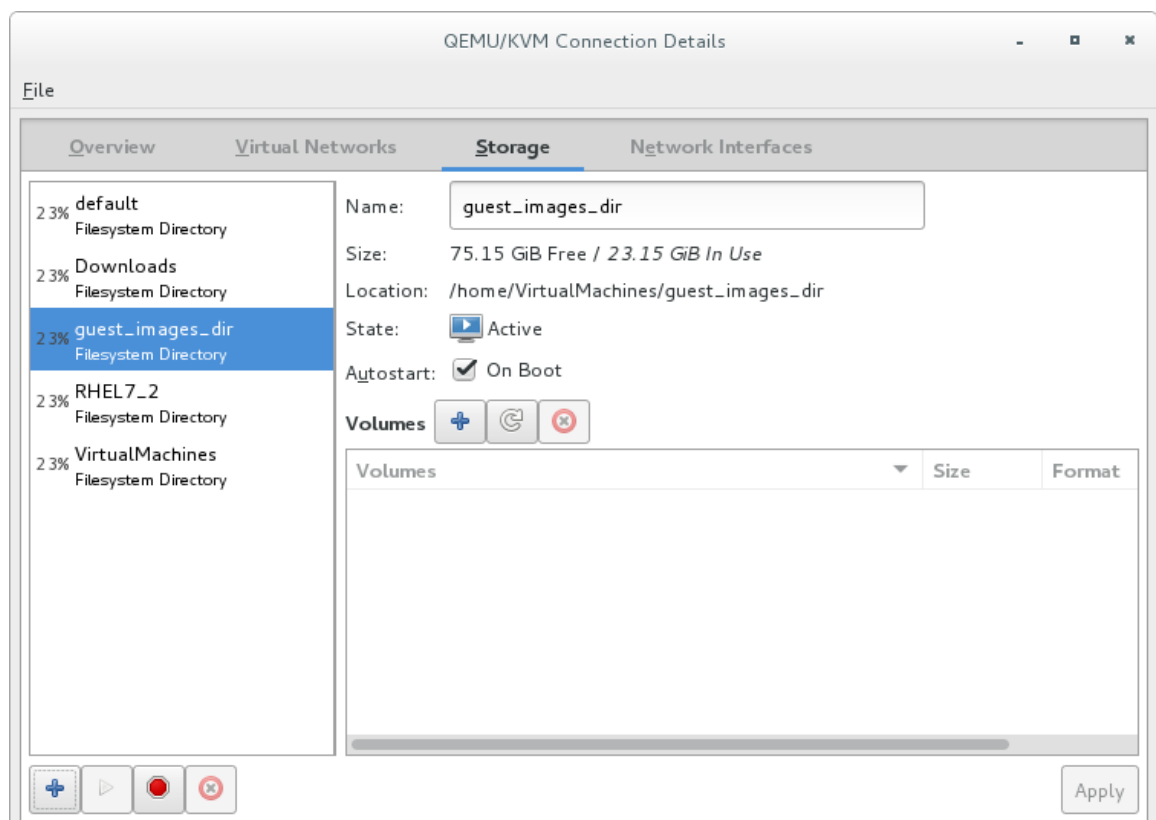 QEMU/KVM Connection Details
File
Overview Virtual Networks Storage Network Interfaces
23% default
Filesystem Directory
23% Downloads
Filesystem Directory
23% guest_images_dir
Filesystem Directory
23% RHEL7_2
Filesystem Directory
23% VirtualMachines
Filesystem Directory
Name: guest_images_dir
Size: 75.15 GiB Free / 23.15 GiB In Use
Location: /home/VirtualMachines/guest_images_dir
State: Active
Autostart: On Boot
Volumes
Volumes Size Format
Apply